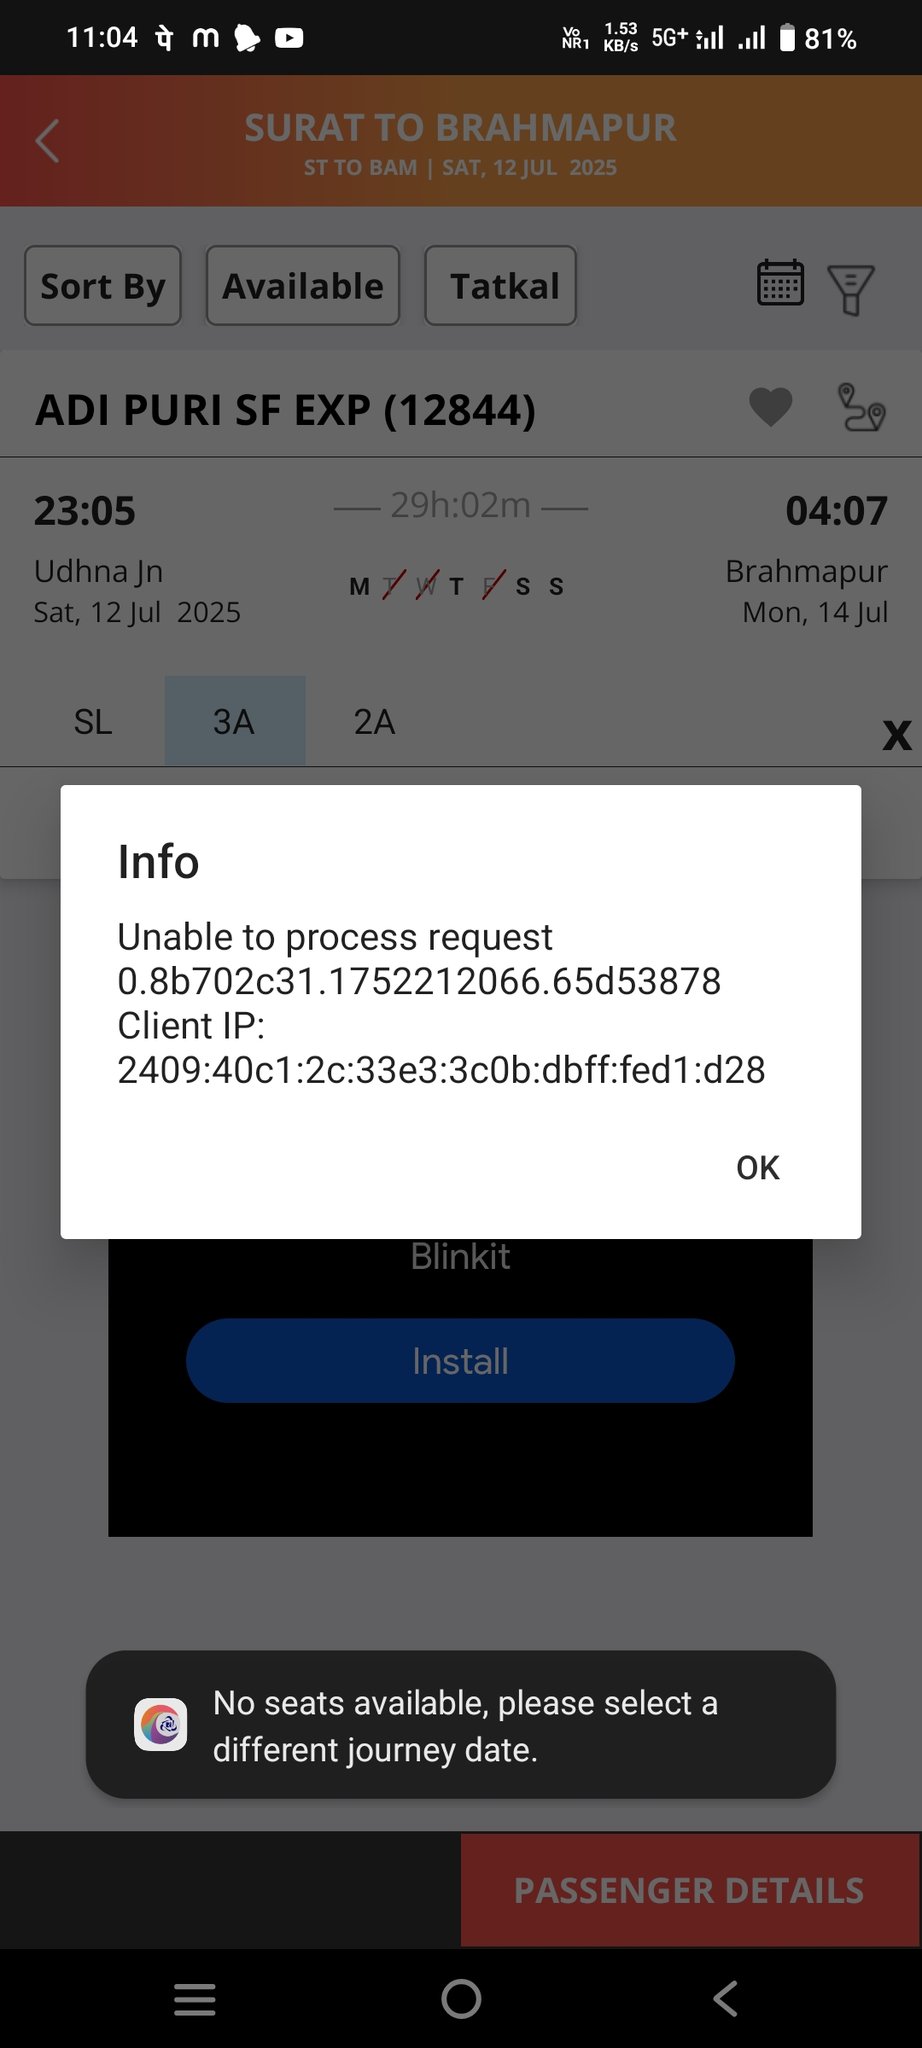 11:04 पे m Vo NR1 1.53 KB/s 5G+ 81%
SURAT TO BRAHMAPUR
ST TO BAM | SAT, 12 JUL 2025
Sort By Available Tatkal
ADI PURI SF EXP (12844)
23:05 29h:02m 04:07
Udhna Jn M T W T F S S Brahmapur
Sat, 12 Jul 2025 Mon, 14 Jul
SL 3A 2A X
Info
Unable to process request
0.8b702c31.1752212066.65d53878
Client IP:
2409:40c1:2c:33e3:3c0b:dbff:fed1:d28
OK
Blinkit
Install
No seats available, please select a
different journey date.
PASSENGER DETAILS